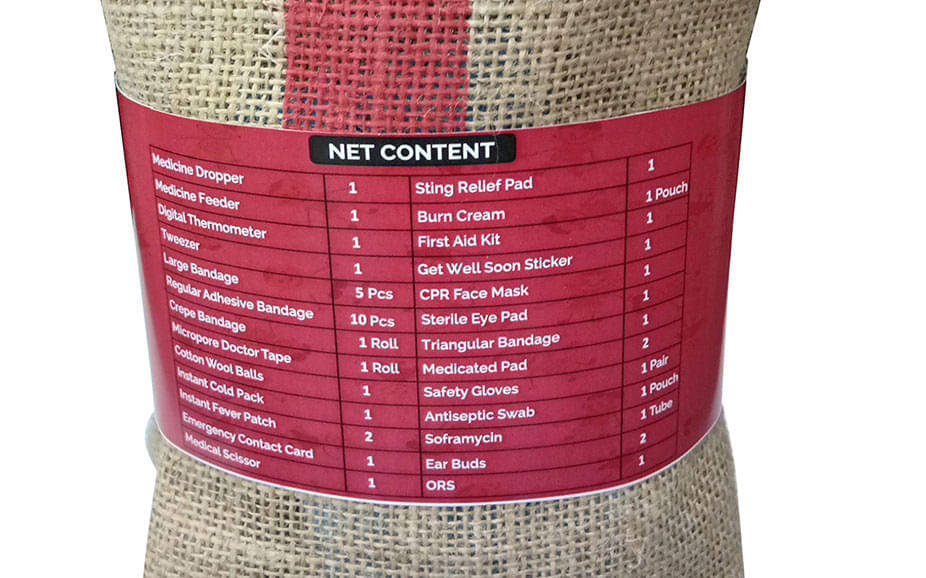 NET CONTENT
Medicine Dropper 1 Sting Relief Pad 1
Medicine Feeder 1 Burn Cream 1 Pouch
Digital Thermometer 1 First Aid Kit 1
Tweezer 1 Get Well Soon Sticker 1
Large Bandage 5 Pcs CPR Face Mask 1
Regular Adhesive Bandage 10 Pcs Sterile Eye Pad 1
Crepe Bandage 1 Roll Triangular Bandage 1
Micropore Doctor Tape 1 Roll Medicated Pad 2
Cotton Wool Balls 1 Safety Gloves 1 Pair
Instant Cold Pack 1 Antiseptic Swab 1 Pouch
Instant Fever Patch 2 Soframycin 1 Tube
Emergency Contact Card 1 Ear Buds 2
Medical Scissor 1 ORS 1